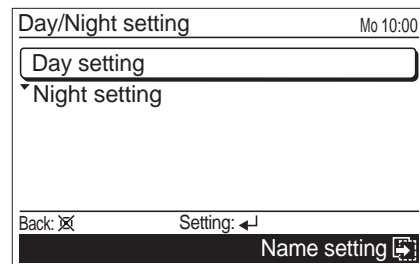 Day/Night setting Mo 10:00
Day setting
Night setting
Back: Setting:
Name setting